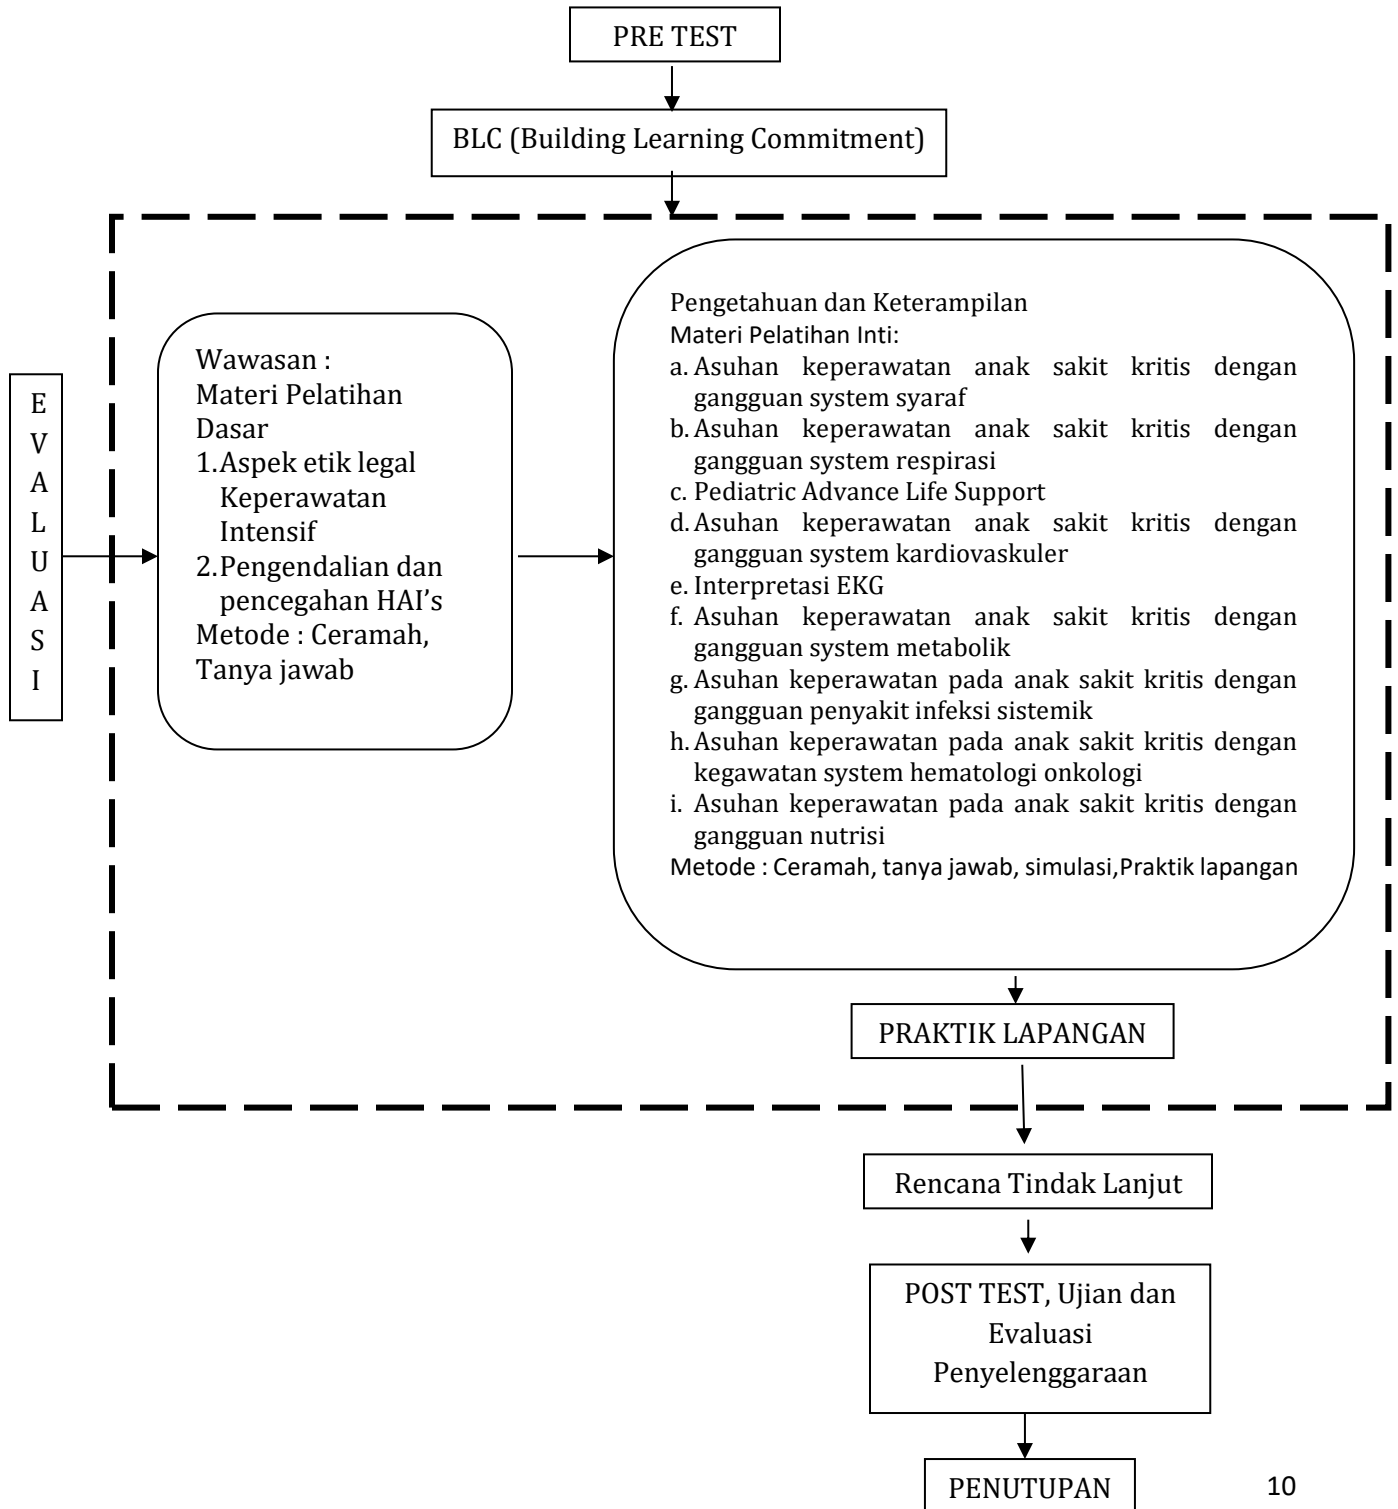 PRE TEST
BLC (Building Learning Commitment)
E
V
A
L
U
A
S
I
Wawasan :
Materi Pelatihan
Dasar
1.Aspek etik legal
Keperawatan
Intensif
2.Pengendalian dan
pencegahan HAI’s
Metode : Ceramah,
Tanya jawab
Pengetahuan dan Keterampilan
Materi Pelatihan Inti:
a. Asuhan keperawatan anak sakit kritis dengan
gangguan system syaraf
b. Asuhan keperawatan anak sakit kritis dengan
gangguan system respirasi
c. Pediatric Advance Life Support
d. Asuhan keperawatan anak sakit kritis dengan
gangguan system kardiovaskuler
e. Interpretasi EKG
f. Asuhan keperawatan anak sakit kritis dengan
gangguan system metabolik
g. Asuhan keperawatan pada anak sakit kritis dengan
gangguan penyakit infeksi sistemik
h. Asuhan keperawatan pada anak sakit kritis dengan
kegawatan system hematologi onkologi
i. Asuhan keperawatan pada anak sakit kritis dengan
gangguan nutrisi
Metode : Ceramah, tanya jawab, simulasi,Praktik lapangan
PRAKTIK LAPANGAN
Rencana Tindak Lanjut
POST TEST, Ujian dan
Evaluasi
Penyelenggaraan
PENUTUPAN
10